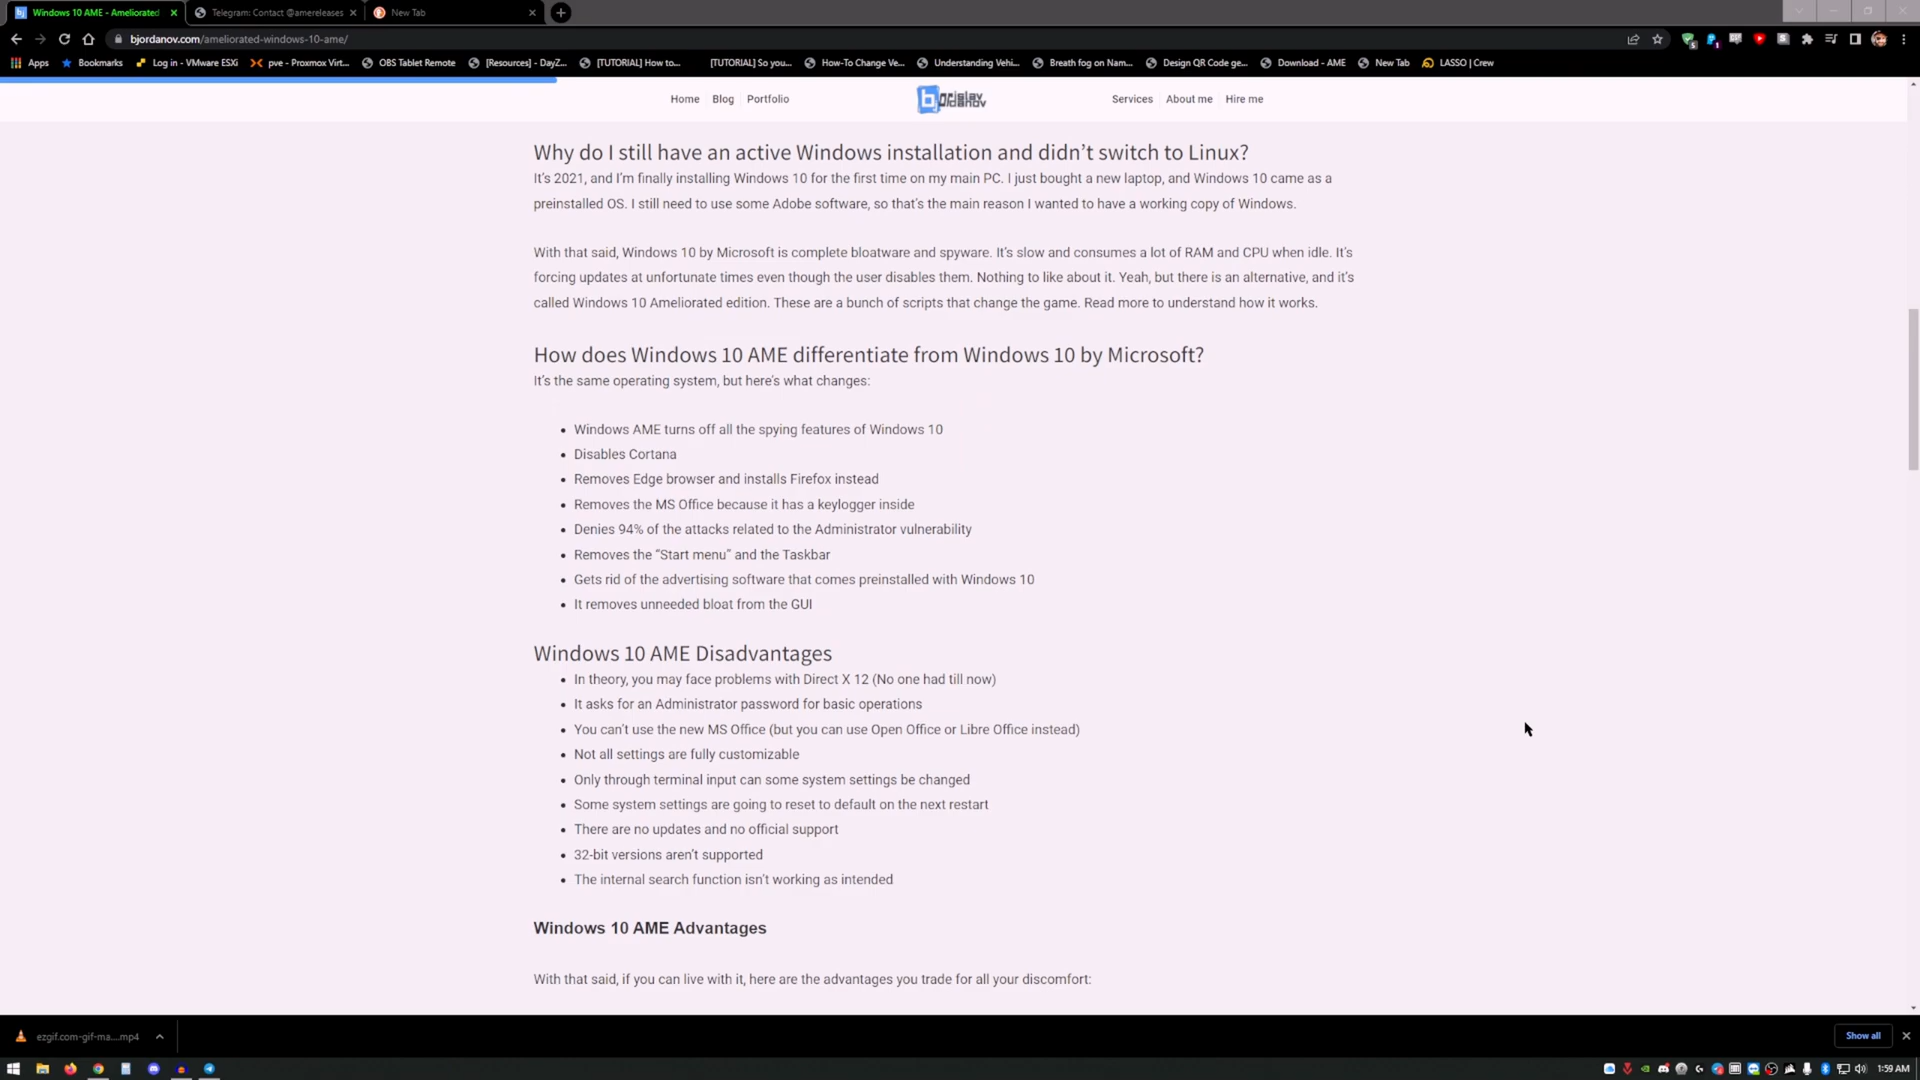 Windows 10 AME - Ameliorated
Telegram: Contact @amereleases
New Tab
bjordanov.com/ameliorated-windows-10-ame/
Apps
Bookmarks
Log in - VMware ESXi
pve - Proxmox Virt...
OBS Tablet Remote
[Resources] - DayZ...
[TUTORIAL] How to...
[TUTORIAL] So you...
How-To Change Ve...
Understanding Vehi...
Breath fog on Nam...
Design QR Code ge...
Download - AME
New Tab
LASSO | Crew
Home
Blog
Portfolio
Services
About me
Hire me
Why do I still have an active Windows installation and didn’t switch to Linux?
It’s 2021, and I’m finally installing Windows 10 for the first time on my main PC. I just bought a new laptop, and Windows 10 came as a
preinstalled OS. I still need to use some Adobe software, so that’s the main reason I wanted to have a working copy of Windows.
With that said, Windows 10 by Microsoft is complete bloatware and spyware. It’s slow and consumes a lot of RAM and CPU when idle. It’s
forcing updates at unfortunate times even though the user disables them. Nothing to like about it. Yeah, but there is an alternative, and it’s
called Windows 10 Ameliorated edition. These are a bunch of scripts that change the game. Read more to understand how it works.
How does Windows 10 AME differentiate from Windows 10 by Microsoft?
It’s the same operating system, but here’s what changes:
• Windows AME turns off all the spying features of Windows 10
• Disables Cortana
• Removes Edge browser and installs Firefox instead
• Removes the MS Office because it has a keylogger inside
• Denies 94% of the attacks related to the Administrator vulnerability
• Removes the “Start menu” and the Taskbar
• Gets rid of the advertising software that comes preinstalled with Windows 10
• It removes unneeded bloat from the GUI
Windows 10 AME Disadvantages
• In theory, you may face problems with Direct X 12 (No one had till now)
• It asks for an Administrator password for basic operations
• You can’t use the new MS Office (but you can use Open Office or Libre Office instead)
• Not all settings are fully customizable
• Only through terminal input can some system settings be changed
• Some system settings are going to reset to default on the next restart
• There are no updates and no official support
• 32-bit versions aren’t supported
• The internal search function isn’t working as intended
Windows 10 AME Advantages
With that said, if you can live with it, here are the advantages you trade for all your discomfort:
ezgif.com-gif-ma....mp4
Show all
1:59 AM